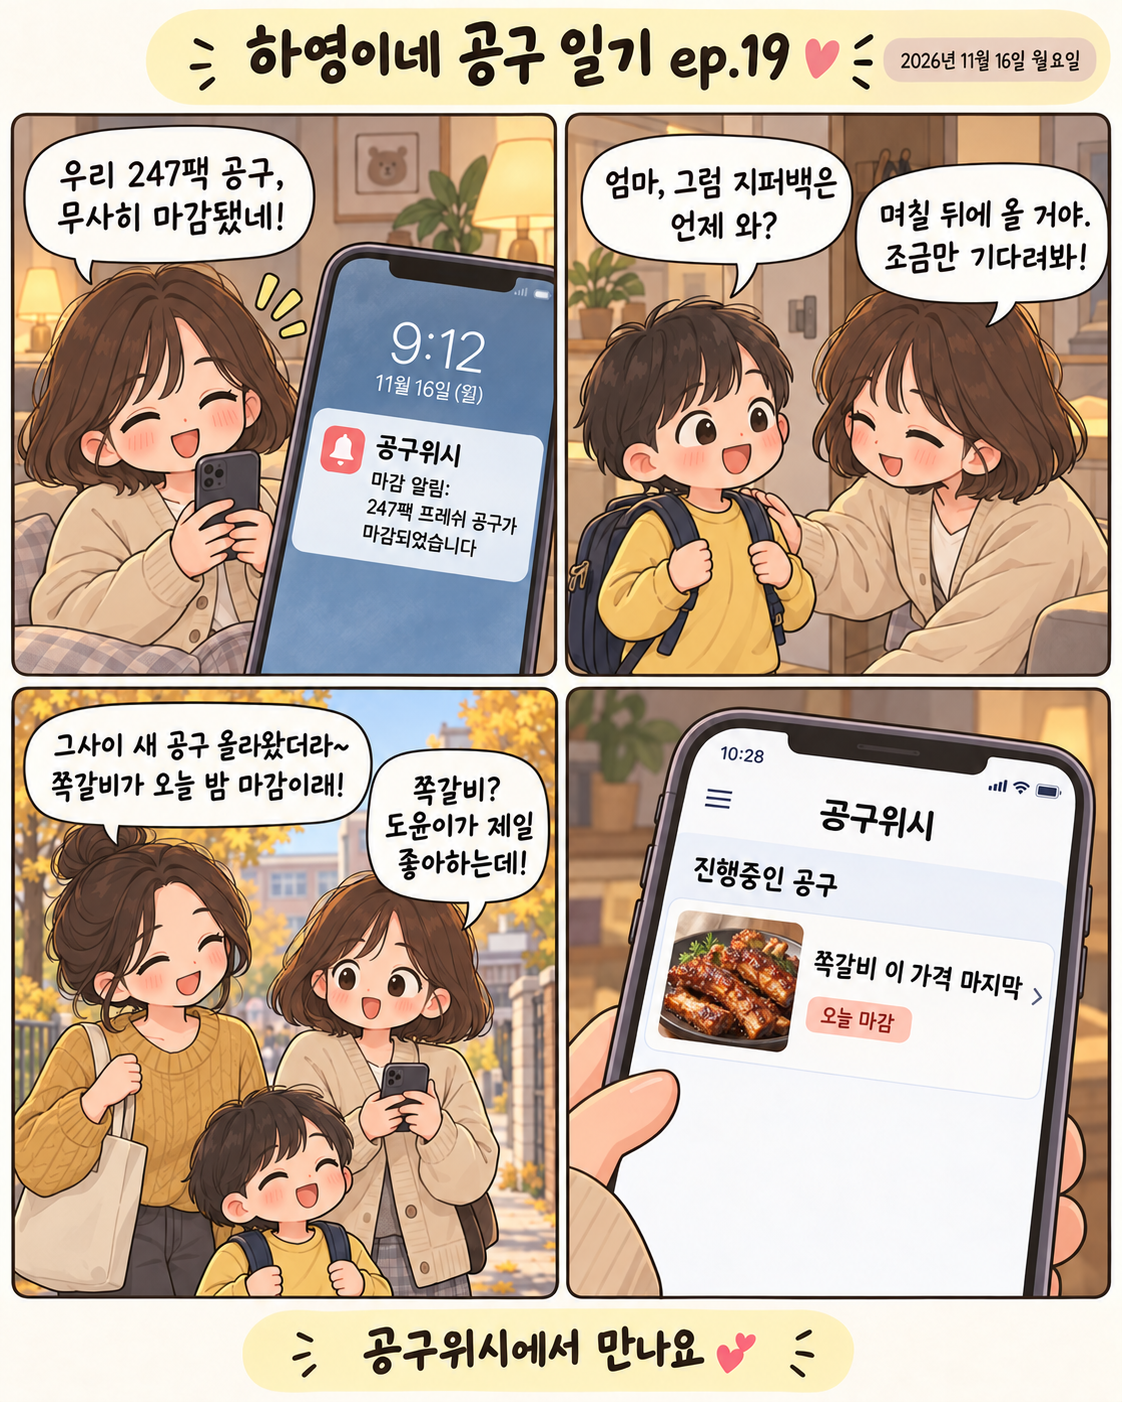 하영이네 공구 일기 ep.19
2026년 11월 16일 월요일
우리 247팩 공구,
무사히 마감됐네!
9:12
11월 16일 (월)
공구위시
마감 알림:
247팩 프레쉬 공구가
마감되었습니다
엄마, 그럼 지퍼백은
언제 와?
며칠 뒤에 올 거야.
조금만 기다려봐!
그사이 새 공구 올라왔더라~
쪽갈비가 오늘 밤 마감이래!
쪽갈비?
도윤이가 제일
좋아하는데!
10:28
공구위시
진행중인 공구
쪽갈비 이 가격 마지막
오늘 마감
공구위시에서 만나요